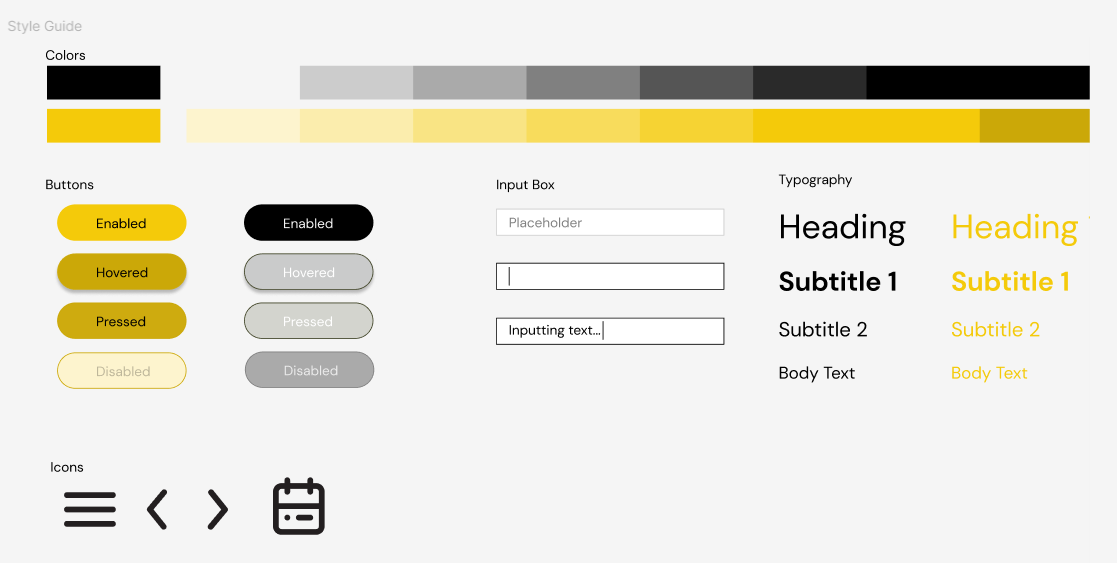 Style Guide
Colors
Buttons
Enabled
Enabled
Hovered
Hovered
Pressed
Pressed
Disabled
Disabled
Input Box
Placeholder
Inputting text...
Typography
Heading
Heading
Subtitle 1
Subtitle 1
Subtitle 2
Subtitle 2
Body Text
Body Text
Icons